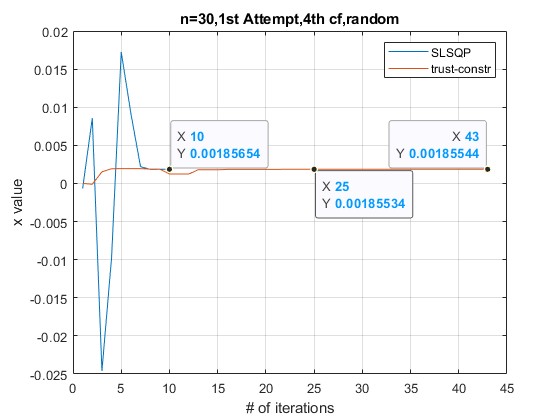 n=30,1st Attempt,4th cf,random
0.02
0.015
0.01
0.005
0
-0.005
-0.01
-0.015
-0.02
-0.025
x value
SLSQP
trust-constr
X 10
Y 0.00185654
X 43
Y 0.00185544
X 25
Y 0.00185534
0 5 10 15 20 25 30 35 40 45
# of iterations